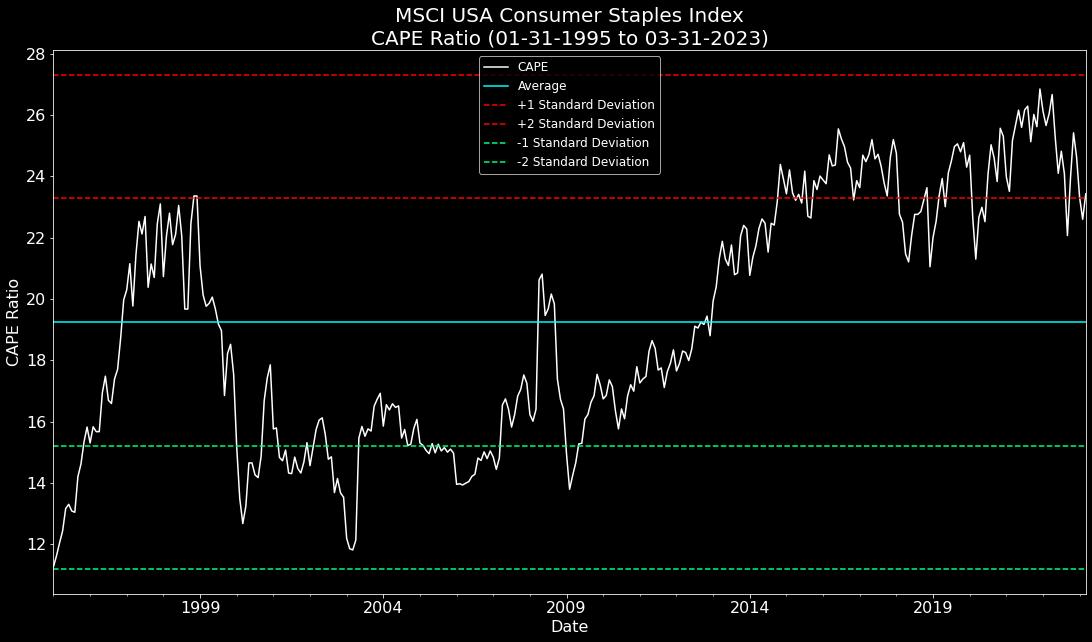 MSCI USA Consumer Staples Index
CAPE Ratio (01-31-1995 to 03-31-2023)
CAPE
Average
+1 Standard Deviation
+2 Standard Deviation
-1 Standard Deviation
-2 Standard Deviation
CAPE Ratio
28
26
24
22
20
18
16
14
12
1999
2004
2009
2014
2019
Date